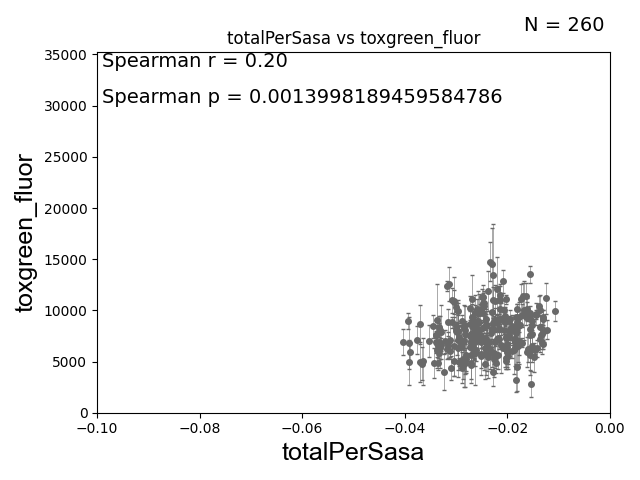 N = 260
totalPerSasa vs toxgreen_fluor
Spearman r = 0.20
Spearman p = 0.0013998189459584786
toxgreen_fluor
35000
30000
25000
20000
15000
10000
5000
0
−0.10
−0.08
−0.06
−0.04
−0.02
0.00
totalPerSasa